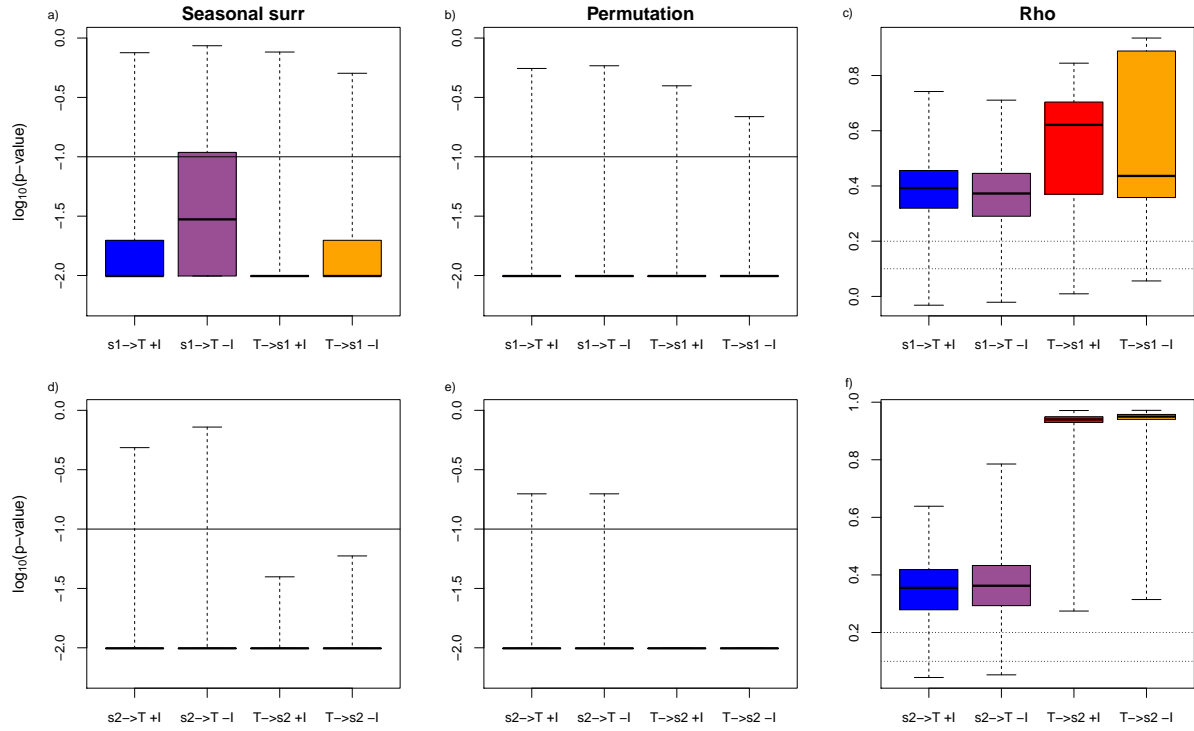 a) Seasonal surr
b) Permutation
c) Rho
log₁₀(p−value)
0.0
−0.5
−1.0
−1.5
−2.0
s1−>T +I s1−>T −I T−>s1 +I T−>s1 −I
0.0
−0.5
−1.0
−1.5
−2.0
s1−>T +I s1−>T −I T−>s1 +I T−>s1 −I
0.8
0.6
0.4
0.2
0.0
s1−>T +I s1−>T −I T−>s1 +I T−>s1 −I
d)
e)
f)
log₁₀(p−value)
0.0
−0.5
−1.0
−1.5
−2.0
s2−>T +I s2−>T −I T−>s2 +I T−>s2 −I
0.0
−0.5
−1.0
−1.5
−2.0
s2−>T +I s2−>T −I T−>s2 +I T−>s2 −I
1.0
0.8
0.6
0.4
0.2
s2−>T +I s2−>T −I T−>s2 +I T−>s2 −I